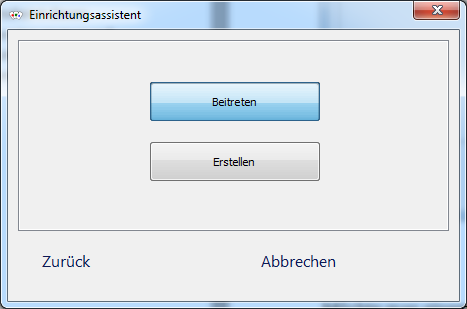 Einrichtungsassistent
Beitreten
Erstellen
Zurück
Abbrechen